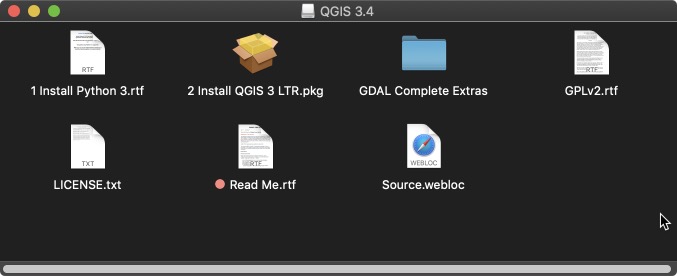 QGIS 3.4
RTF
RTF
1 Install Python 3.rtf
2 Install QGIS 3 LTR.pkg
GDAL Complete Extras
GPLv2.rtf
TXT
RTF
WEBLOC
LICENSE.txt
Read Me.rtf
Source.webloc